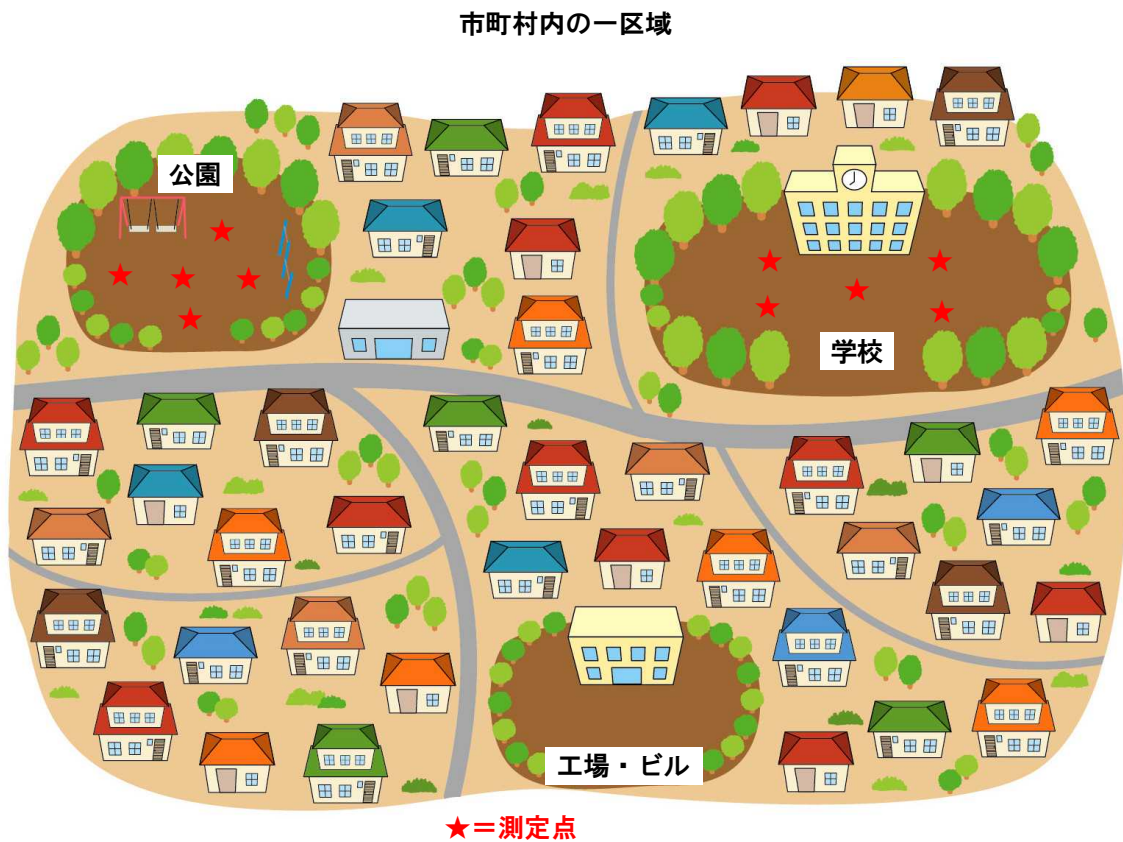 市町村内の一区域
公園
学校
工場・ビル
★＝測定点